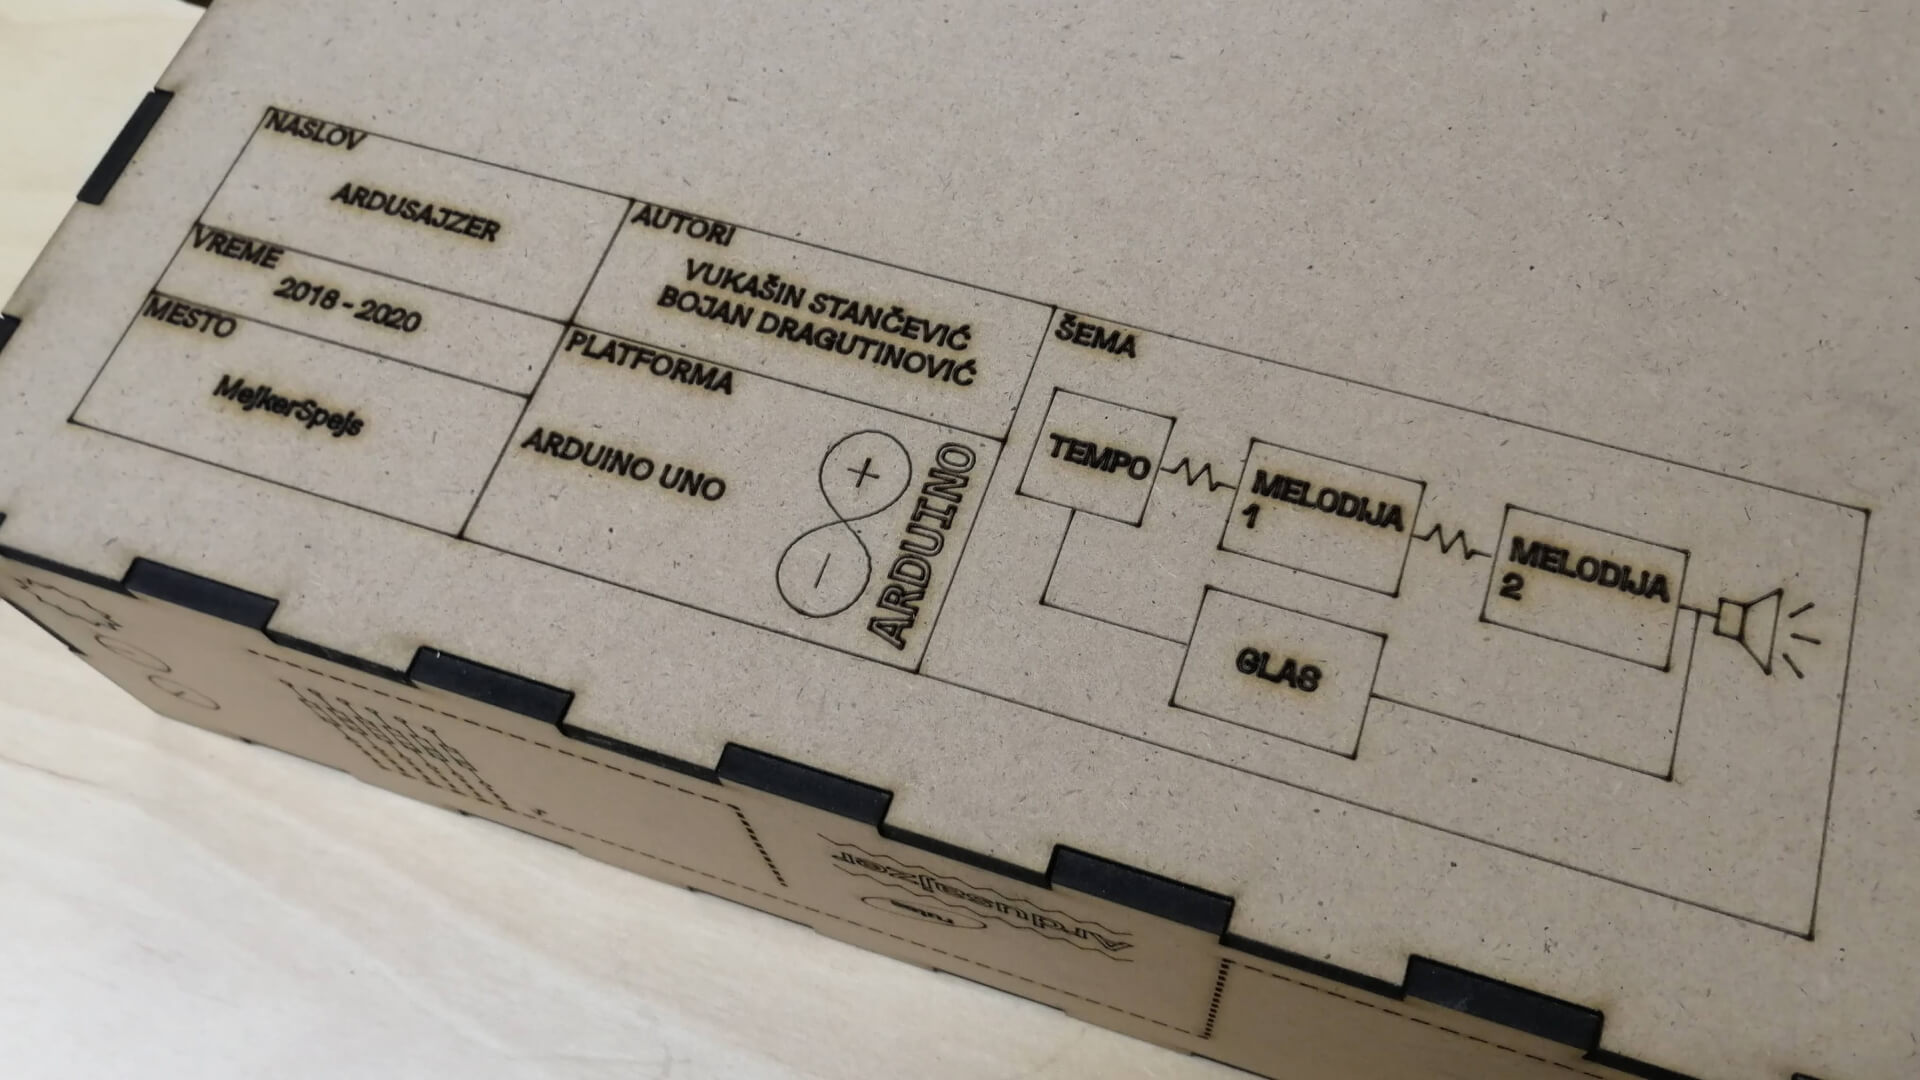 NASLOV
ARDUSAJZER
VREME
2018 - 2020
MESTO
MejkerSpejs
AUTORI
VUKAŠIN STANČEVIĆ
BOJAN DRAGUTINOVIĆ
PLATFORMA
ARDUINO UNO
+
-
ARDUINO
ŠEMA
TEMPO
MELODIJA
1
MELODIJA
2
GLAS
Ardusajzer